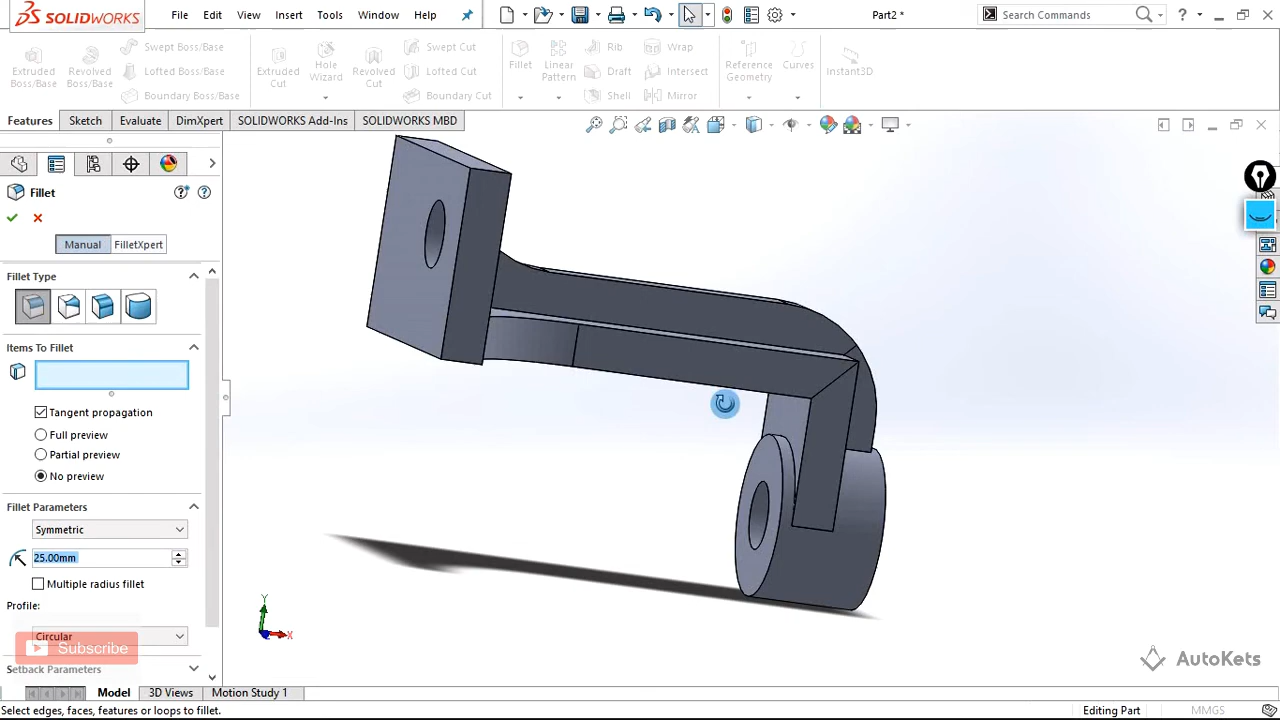 SOLIDWORKS
File Edit View Insert Tools Window Help
Part2 *
Search Commands
?
Extruded Boss/Base
Revolved Boss/Base
Swept Boss/Base
Lofted Boss/Base
Boundary Boss/Base
Extruded Cut
Hole Wizard
Revolved Cut
Swept Cut
Lofted Cut
Boundary Cut
Fillet
Linear Pattern
Rib
Draft
Shell
Wrap
Intersect
Mirror
Reference Geometry
Curves
Instant3D
Features Sketch Evaluate DimXpert SOLIDWORKS Add-Ins SOLIDWORKS MBD
Fillet
Manual FilletXpert
Fillet Type
Items To Fillet
Tangent propagation
Full preview
Partial preview
No preview
Fillet Parameters
Symmetric
25.00mm
Multiple radius fillet
Profile:
Circular
Subscribe
Setback Parameters
Y
X
AutoKets
Model 3D Views Motion Study 1
Select edges, faces, features or loops to fillet.
Editing Part
MMGS